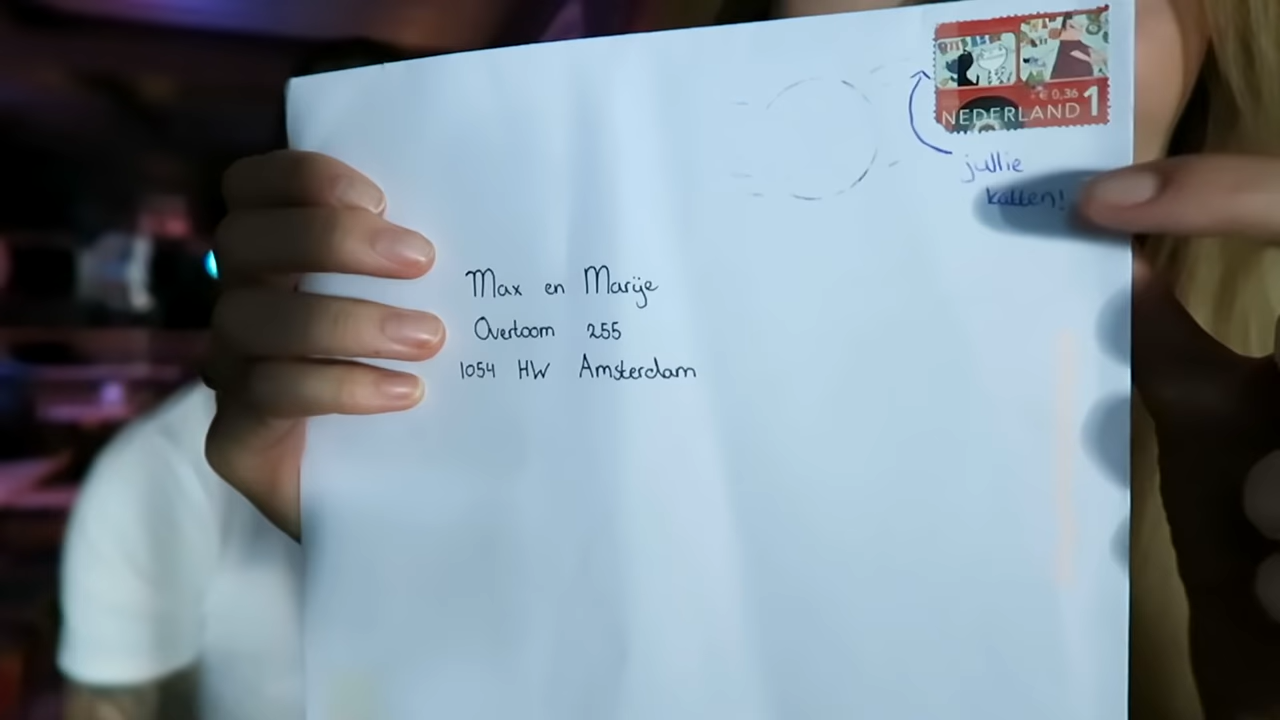 € 0,36
NEDERLAND 1
jullie
katten!
Max en Marije
Overtoom 255
1054 HW Amsterdam